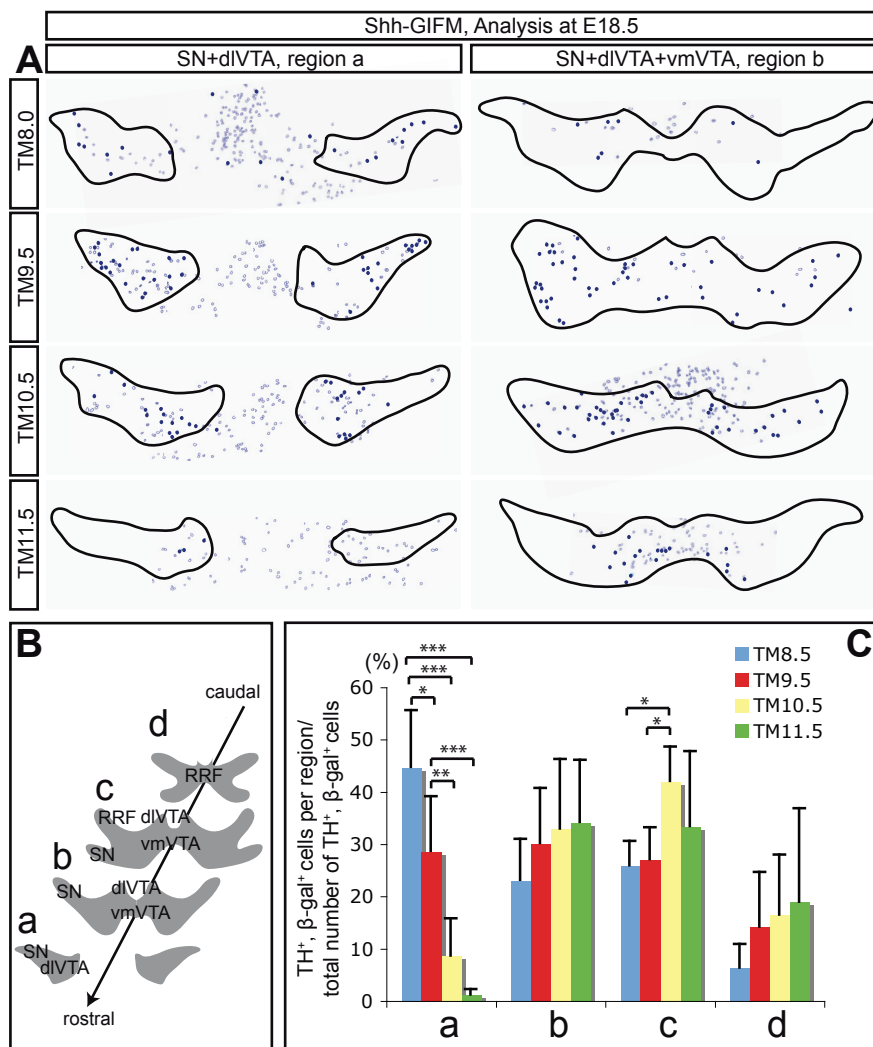 Shh-GIFM, Analysis at E18.5
A
SN+dlVTA, region a
SN+dlVTA+vmVTA, region b
TM8.0
TM9.5
TM10.5
TM11.5
B
caudal
d
RRF
c
RRF dlVTA
vmVTA
SN
b
SN
dlVTA
vmVTA
a
SN
dlVTA
rostral
C
(%)
TH⁺, β-gal⁺ cells per region/
total number of TH⁺, β-gal⁺ cells
60
50
40
30
20
10
0
***
***
*
***
**
*
*
TM8.5
TM9.5
TM10.5
TM11.5
a b c d